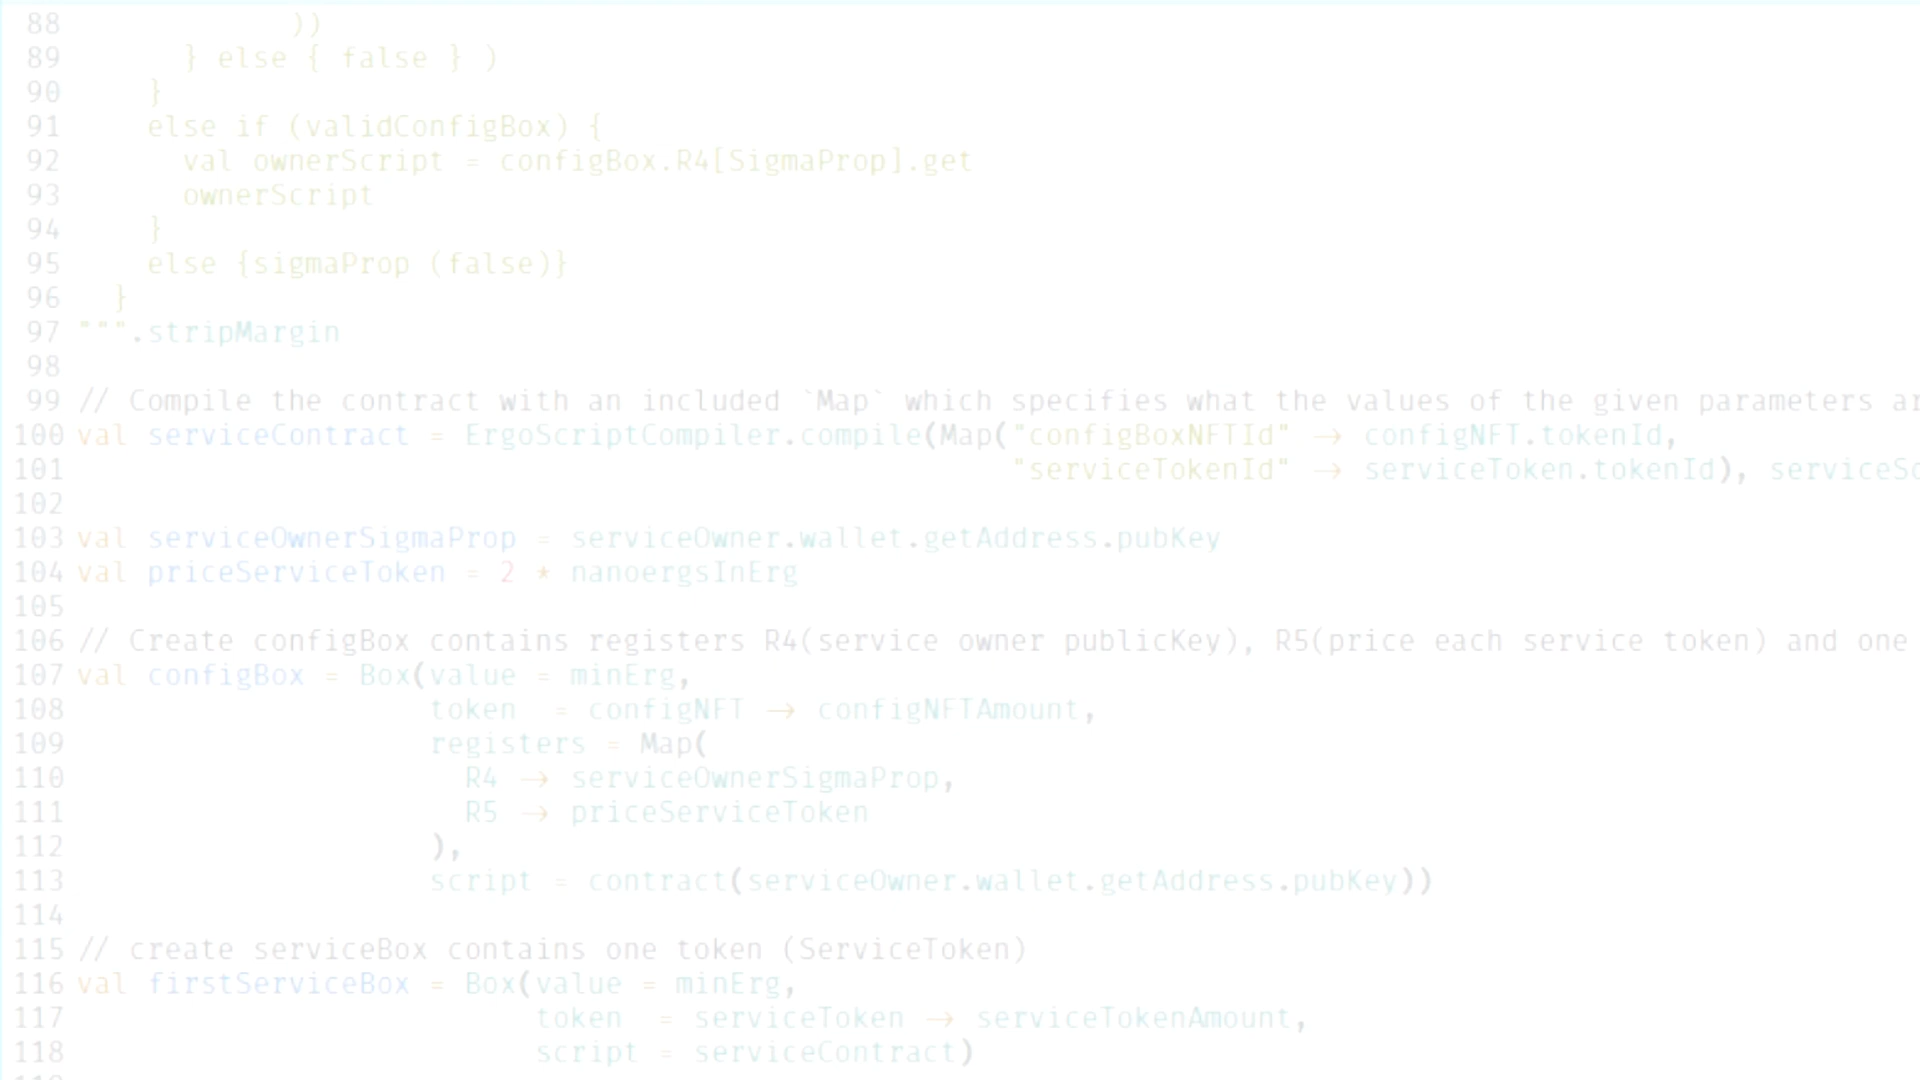 88 ))
89 } else { false } )
90 }
91 else if (validConfigBox) {
92 val ownerScript = configBox.R4[SigmaProp].get
93 ownerScript
94 }
95 else {sigmaProp (false)}
96 }
97 """.stripMargin
98
99 // Compile the contract with an included `Map` which specifies what the values of the given parameters
100 val serviceContract = ErgoScriptCompiler.compile(Map("configBoxNFTId" → configNFT.tokenId,
101 "serviceTokenId" → serviceToken.tokenId),
102
103 val serviceOwnerSigmaProp = serviceOwner.wallet.getAddress.pubKey
104 val priceServiceToken = 2 * nanoergsInErg
105
106 // Create configBox contains registers R4(service owner publicKey), R5(price each service token) and one
107 val configBox = Box(value = minErg,
108 token = configNFT → configNFTAmount,
109 registers = Map(
110 R4 → serviceOwnerSigmaProp,
111 R5 → priceServiceToken
112 ),
113 script = contract(serviceOwner.wallet.getAddress.pubKey))
114
115 // create serviceBox contains one token (ServiceToken)
116 val firstServiceBox = Box(value = minErg,
117 token = serviceToken → serviceTokenAmount,
118 script = serviceContract)